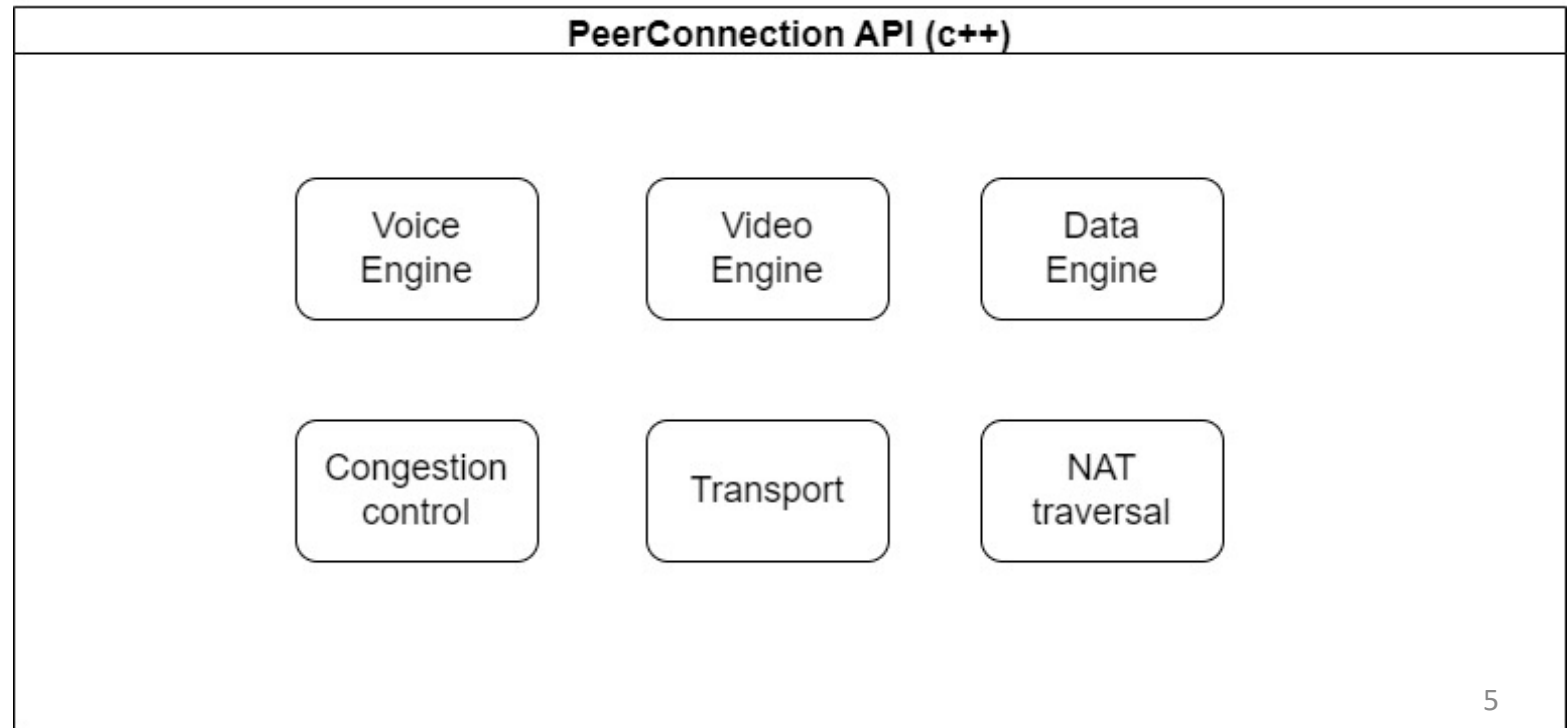 PeerConnection API (c++)
Voice
Engine
Video
Engine
Data
Engine
Congestion
control
Transport
NAT
traversal
5